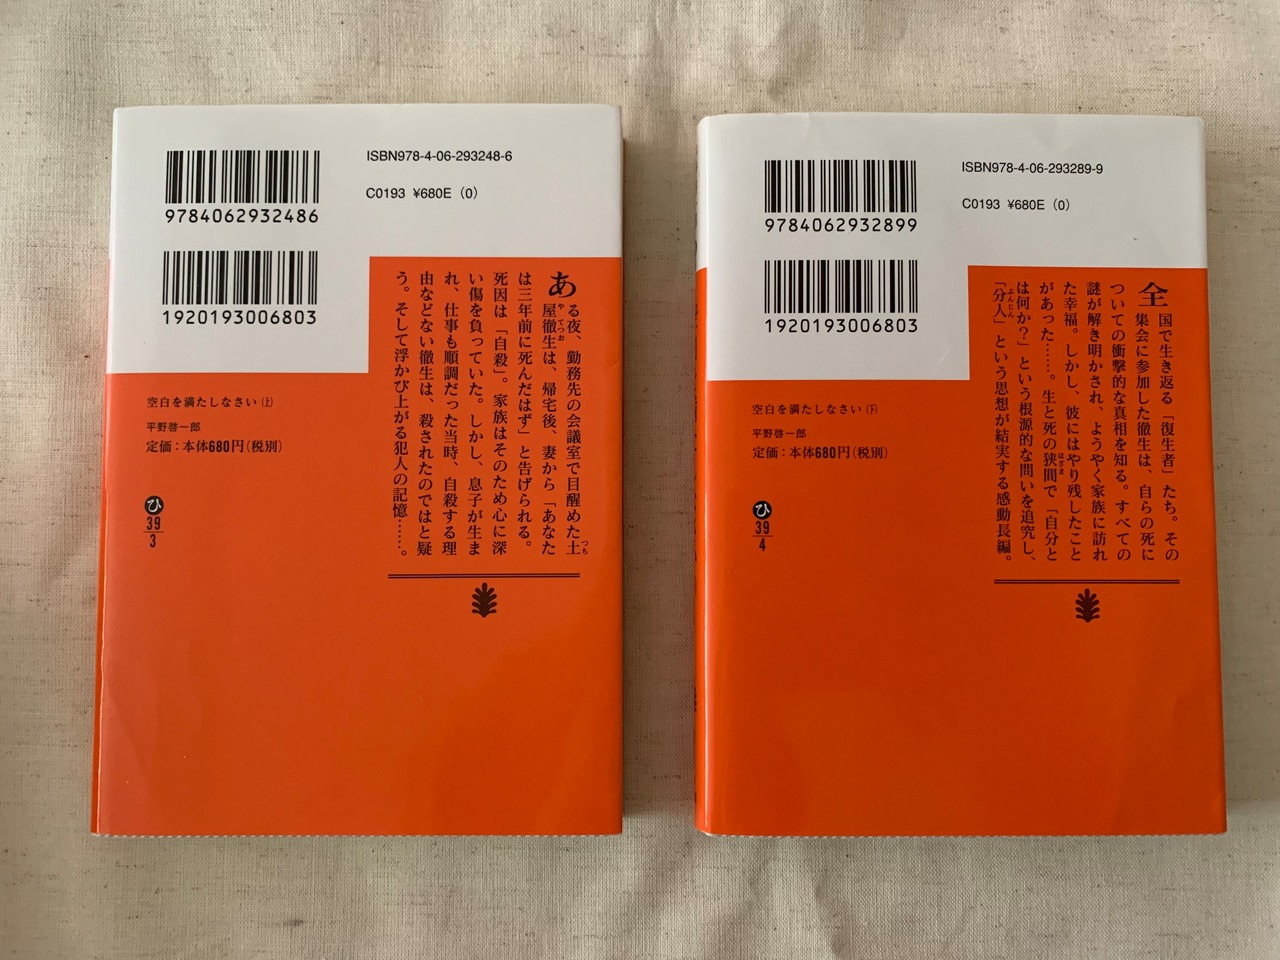 9784062932486
ISBN978-4-06-293248-6
C0193 ¥680E (0)
1920193006803
ある夜、勤務先の会議室で目醒めた土
つち
屋徹生は、帰宅後、妻から「あなた
や てつお
は三年前に死んだはず」と告げられる。
死因は「自殺」。家族はそのため心に深
い傷を負っていた。しかし、息子が生ま
れ、仕事も順調だった当時、自殺する理
由などない徹生は、殺されたのではと疑
う。そして浮かび上がる犯人の記憶……。
空白を満たしなさい(上)
平野啓一郎
定価:本体680円(税別)
ひ
39
3
9784062932899
ISBN978-4-06-293289-9
C0193 ¥680E (0)
1920193006803
全国で生き返る「復生者」たち。その
集会に参加した徹生は、自らの死に
ついての衝撃的な真相を知る。すべての
謎が解き明かされ、ようやく家族に訪れ
た幸福。しかし、彼にはやり残したこと
があった……。生と死の狭間で「自分と
はざま
は何か?」という根源的な問いを追究し、
「分人」という思想が結実する感動長編。
ぶんじん
空白を満たしなさい(下)
平野啓一郎
定価:本体680円(税別)
ひ
39
4